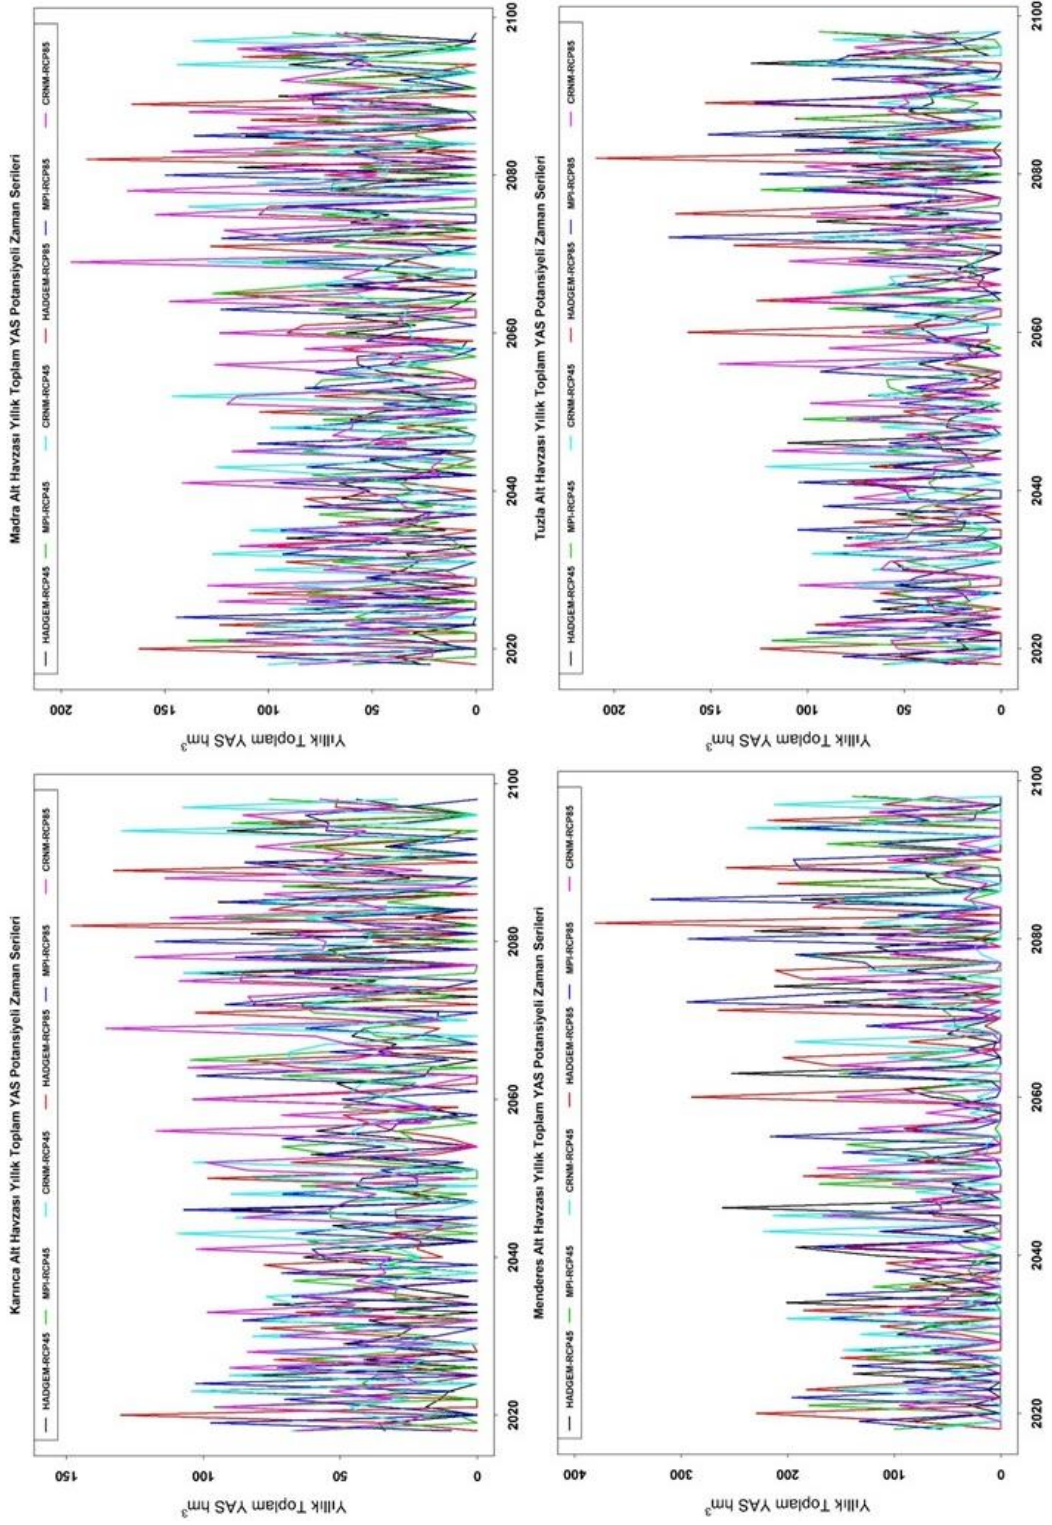 Karınca Alt Havzası Yıllık Toplam YAS Potansiyeli Zaman Serileri
HADGEM-RCP45 MPI-RCP45 CRNM-RCP45 HADGEM-RCP85 MPI-RCP85 CRNM-RCP85
Yıllık Toplam YAS hm³
150
100
50
0
2020 2040 2060 2080 2100
Madra Alt Havzası Yıllık Toplam YAS Potansiyeli Zaman Serileri
HADGEM-RCP45 MPI-RCP45 CRNM-RCP45 HADGEM-RCP85 MPI-RCP85 CRNM-RCP85
Yıllık Toplam YAS hm³
200
150
100
50
0
2020 2040 2060 2080 2100
Menderes Alt Havzası Yıllık Toplam YAS Potansiyeli Zaman Serileri
HADGEM-RCP45 MPI-RCP45 CRNM-RCP45 HADGEM-RCP85 MPI-RCP85 CRNM-RCP85
Yıllık Toplam YAS hm³
400
300
200
100
0
2020 2040 2060 2080 2100
Tuzla Alt Havzası Yıllık Toplam YAS Potansiyeli Zaman Serileri
HADGEM-RCP45 MPI-RCP45 CRNM-RCP45 HADGEM-RCP85 MPI-RCP85 CRNM-RCP85
Yıllık Toplam YAS hm³
200
150
100
50
0
2020 2040 2060 2080 2100